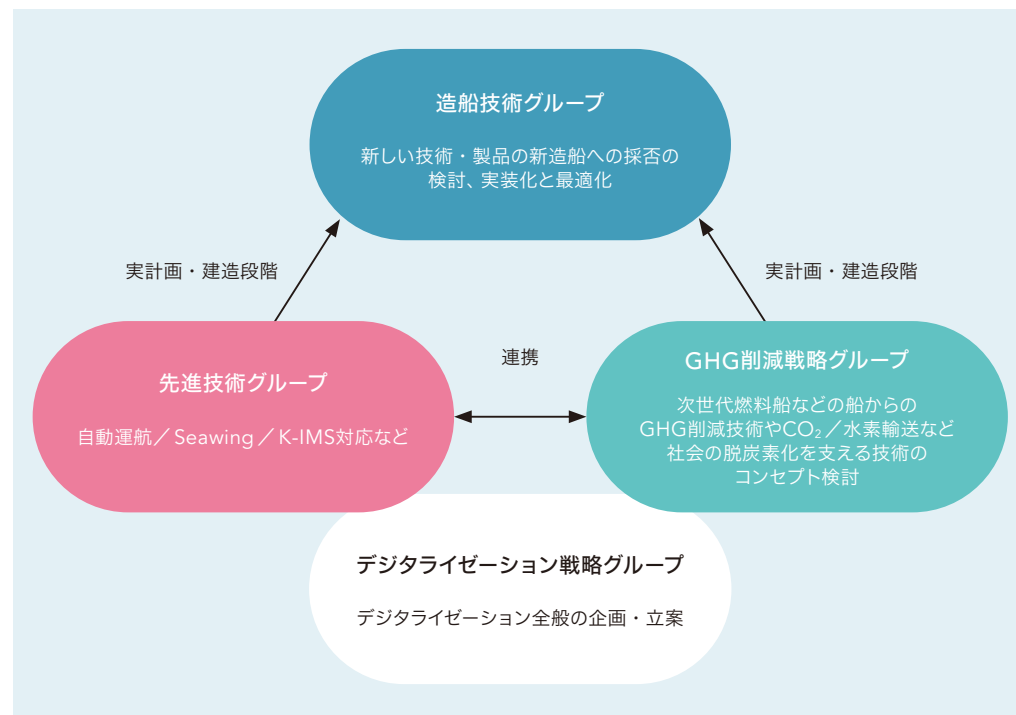 造船技術グループ
新しい技術・製品の新造船への採否の
検討、実装化と最適化
実計画・建造段階
実計画・建造段階
連携
先進技術グループ
自動運航／Seawing／K-IMS対応など
GHG削減戦略グループ
次世代燃料船などの船からの
GHG削減技術やCO₂／水素輸送など
社会の脱炭素化を支える技術の
コンセプト検討
デジタライゼーション戦略グループ
デジタライゼーション全般の企画・立案